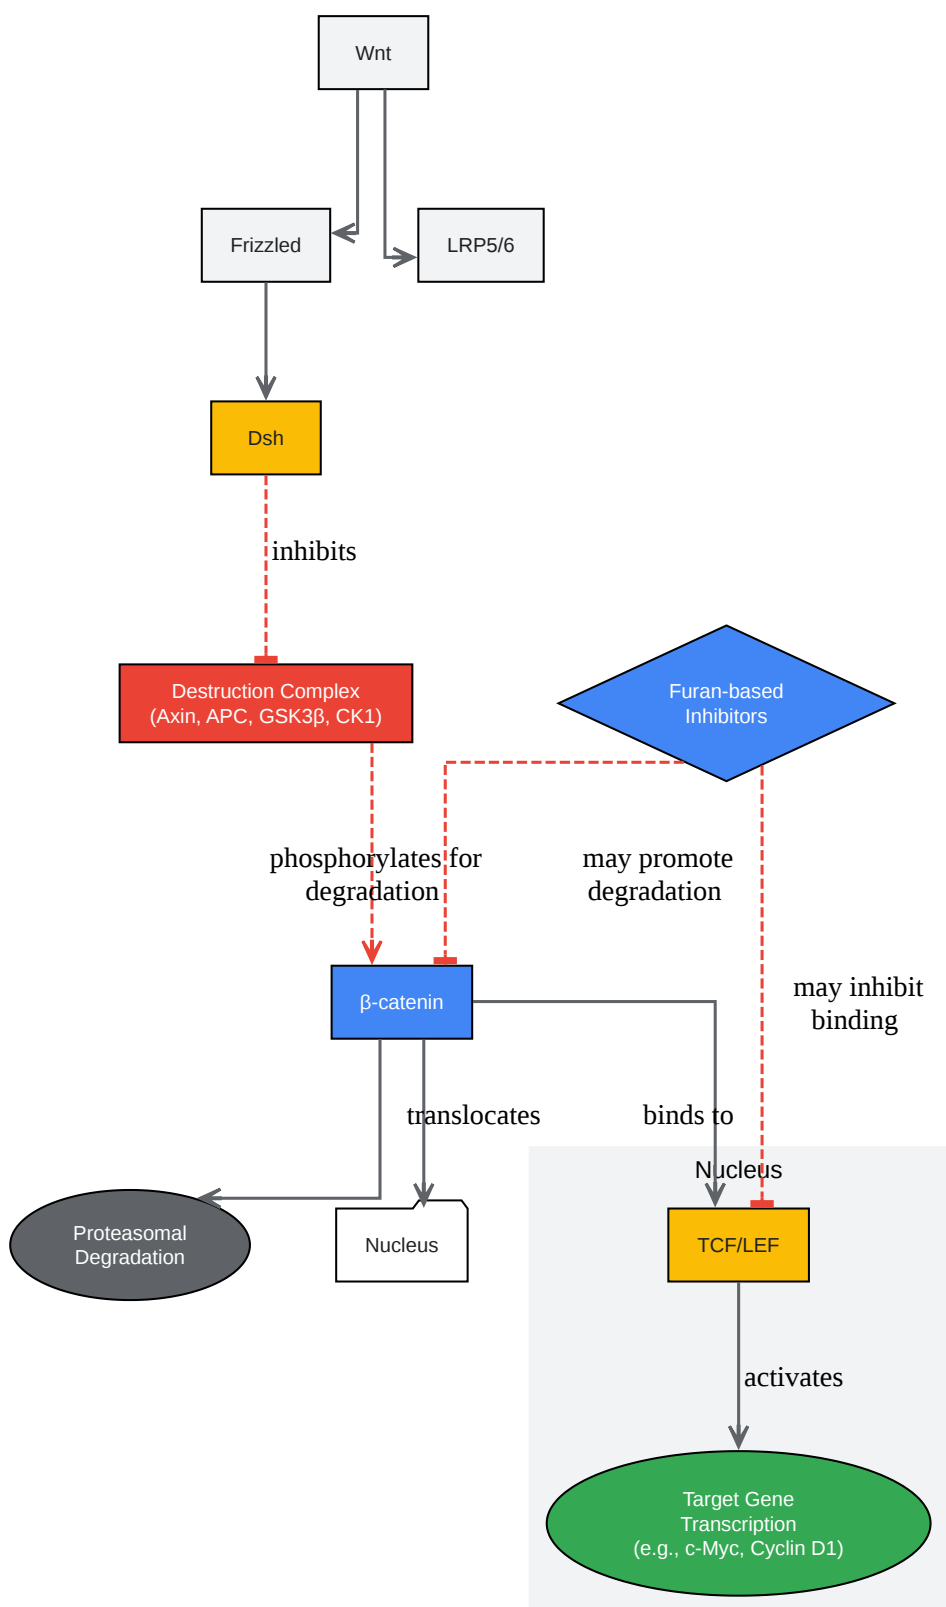 Wnt
Frizzled
LRP5/6
Dsh
inhibits
Destruction Complex
(Axin, APC, GSK3β, CK1)
Furan-based
Inhibitors
phosphorylates for
degradation
may promote
degradation
may inhibit
binding
β-catenin
translocates
binds to
Nucleus
Proteasomal
Degradation
Nucleus
TCF/LEF
activates
Target Gene
Transcription
(e.g., c-Myc, Cyclin D1)